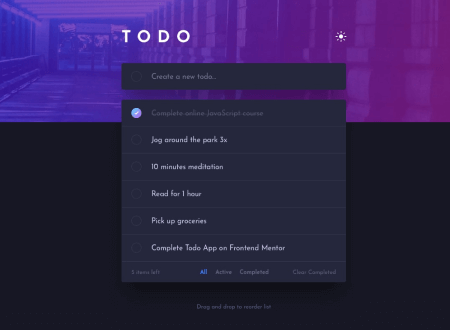 TODO
Create a new todo...
Complete online JavaScript course
Jog around the park 3x
10 minutes meditation
Read for 1 hour
Pick up groceries
Complete Todo App on Frontend Mentor
5 items left All Active Completed Clear Completed
Drag and drop to reorder list